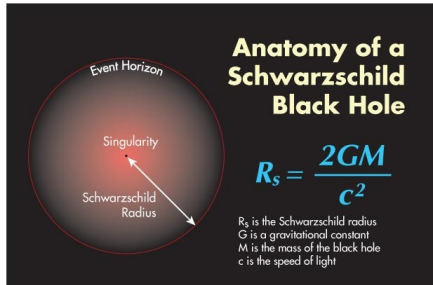 Anatomy of a
Schwarzschild
Black Hole
Event Horizon
Singularity
Schwarzschild
Radius
Rs = 2GM / c²
Rs is the Schwarzschild radius
G is a gravitational constant
M is the mass of the black hole
c is the speed of light